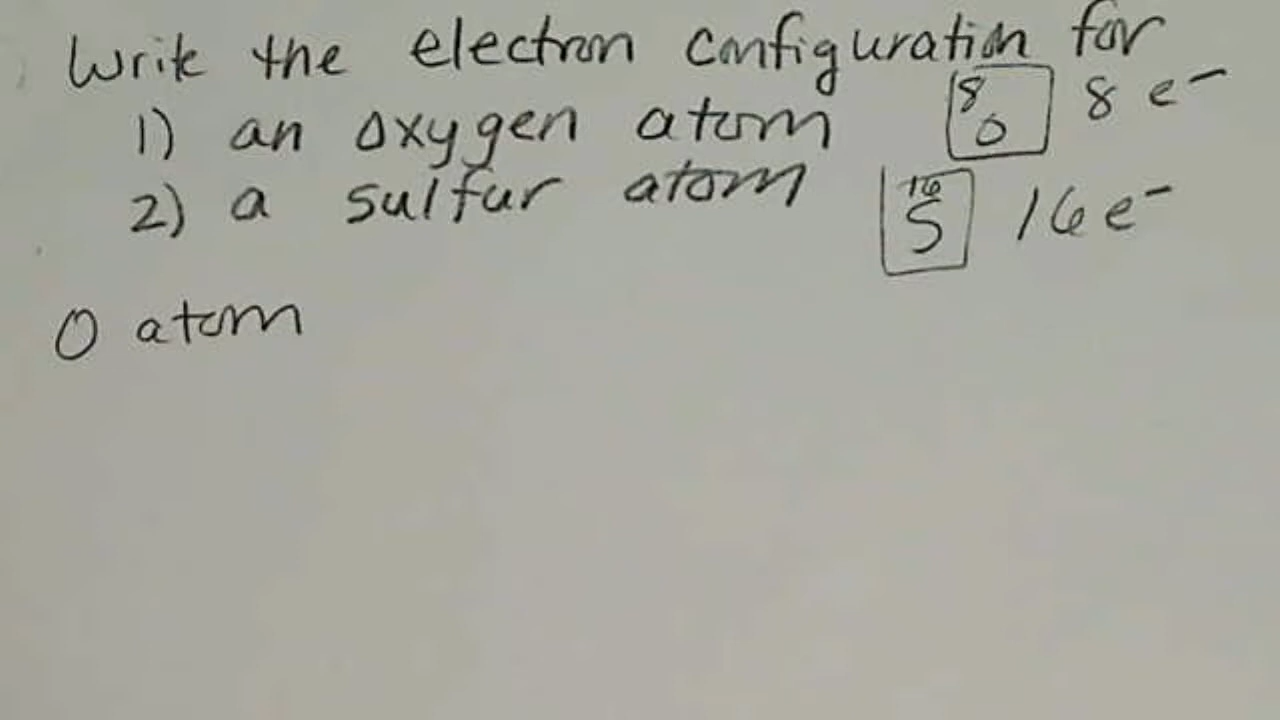 Write the electron configuration for
1) an oxygen atom 8 O 8 e⁻
2) a sulfur atom 16 S 16 e⁻
O atom